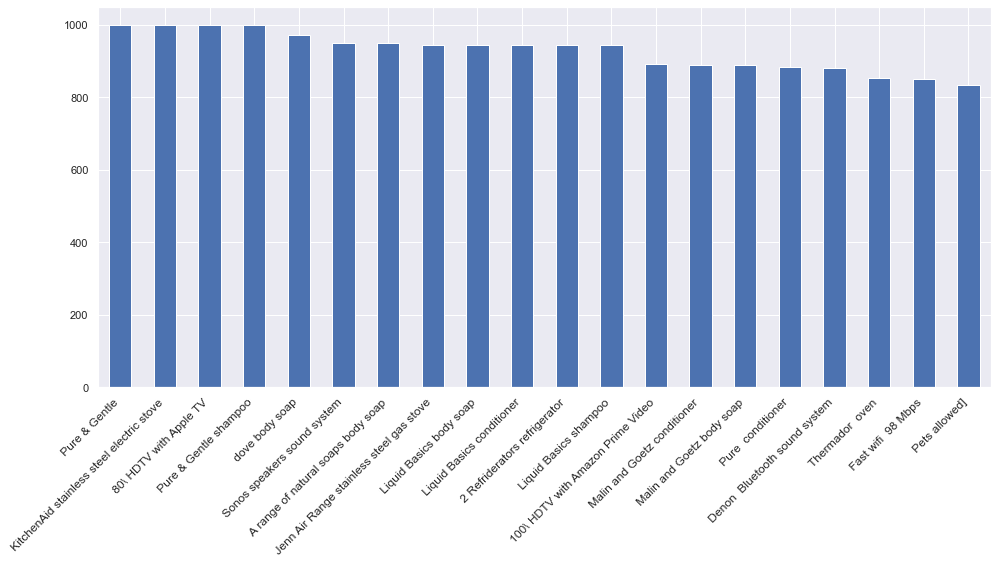 1000
800
600
400
200
0
Pure & Gentle
KitchenAid stainless steel electric stove
80\ HDTV with Apple TV
Pure & Gentle shampoo
dove body soap
Sonos speakers sound system
A range of natural soaps body soap
Jenn Air Range stainless steel gas stove
Liquid Basics body soap
Liquid Basics conditioner
2 Refriderators refrigerator
Liquid Basics shampoo
100\ HDTV with Amazon Prime Video
Malin and Goetz conditioner
Malin and Goetz body soap
Pure  conditioner
Denon  Bluetooth sound system
Thermador  oven
Fast wifi  98 Mbps
Pets allowed]